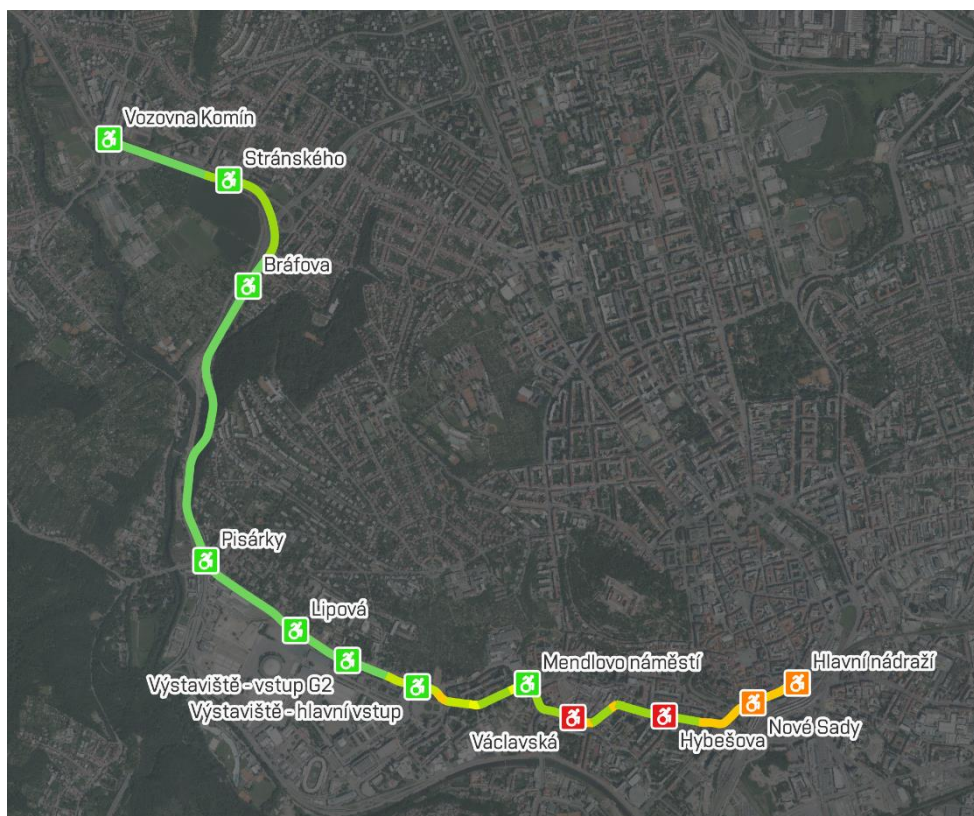 Vozovna Komín
Stránského
Bráfova
Pisárky
Lipová
Výstaviště - vstup G2
Výstaviště - hlavní vstup
Mendlovo náměstí
Václavská
Hybešova
Nové Sady
Hlavní nádraží